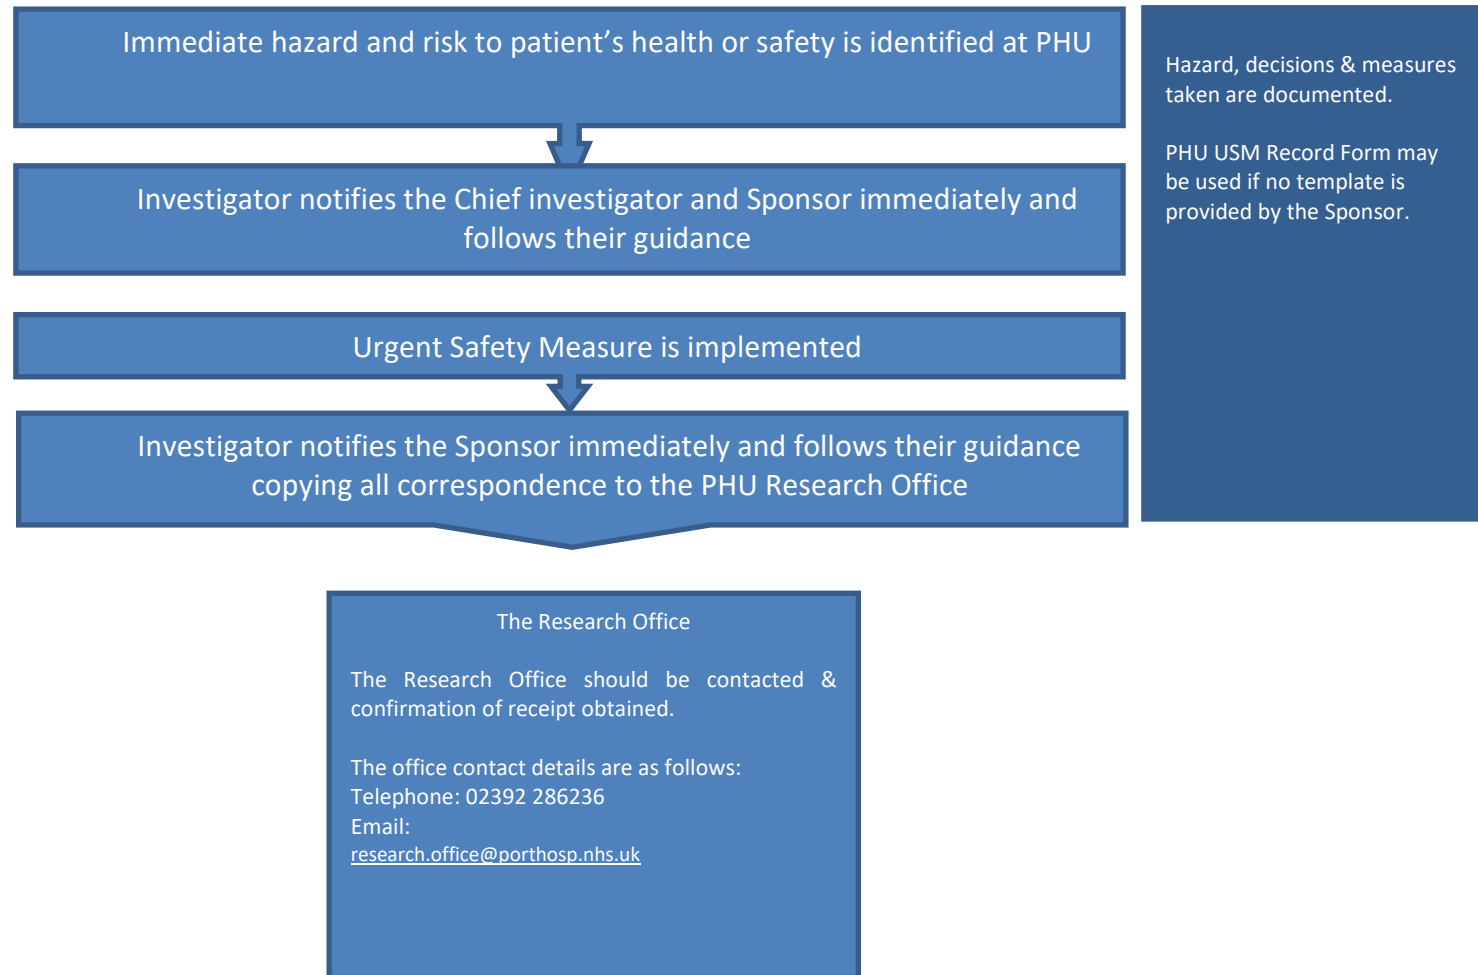 Immediate hazard and risk to patient’s health or safety is identified at PHU
Investigator notifies the Chief investigator and Sponsor immediately and
follows their guidance
Urgent Safety Measure is implemented
Investigator notifies the Sponsor immediately and follows their guidance
copying all correspondence to the PHU Research Office
Hazard, decisions & measures
taken are documented.
PHU USM Record Form may
be used if no template is
provided by the Sponsor.
The Research Office
The Research Office should be contacted &
confirmation of receipt obtained.
The office contact details are as follows:
Telephone: 02392 286236
Email:
research.office@porthosp.nhs.uk